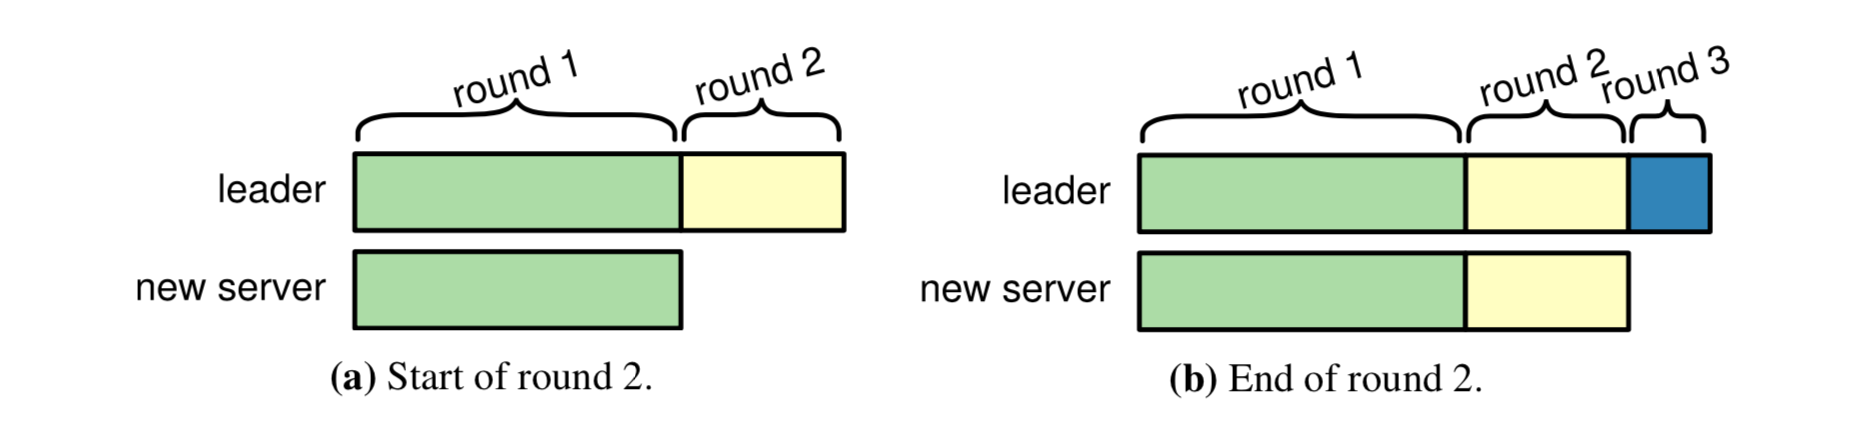 round 1
round 2
leader
new server
(a) Start of round 2.
round 1
round 2
round 3
leader
new server
(b) End of round 2.